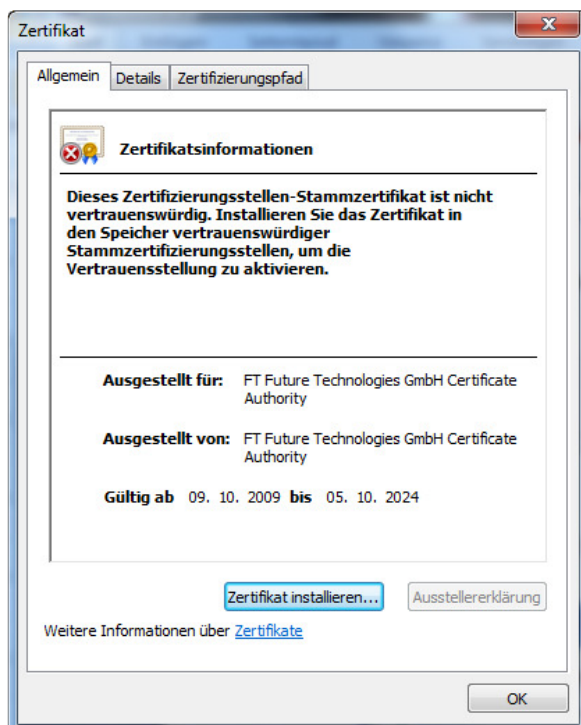 Zertifikat
Allgemein Details Zertifizierungspfad
Zertifikatsinformationen
Dieses Zertifizierungsstellen-Stammzertifikat ist nicht
vertrauenswürdig. Installieren Sie das Zertifikat in
den Speicher vertrauenswürdiger
Stammzertifizierungsstellen, um die
Vertrauensstellung zu aktivieren.
Ausgestellt für: FT Future Technologies GmbH Certificate
Authority
Ausgestellt von: FT Future Technologies GmbH Certificate
Authority
Gültig ab 09. 10. 2009 bis 05. 10. 2024
Zertifikat installieren... Ausstellererklärung
Weitere Informationen über Zertifikate
OK